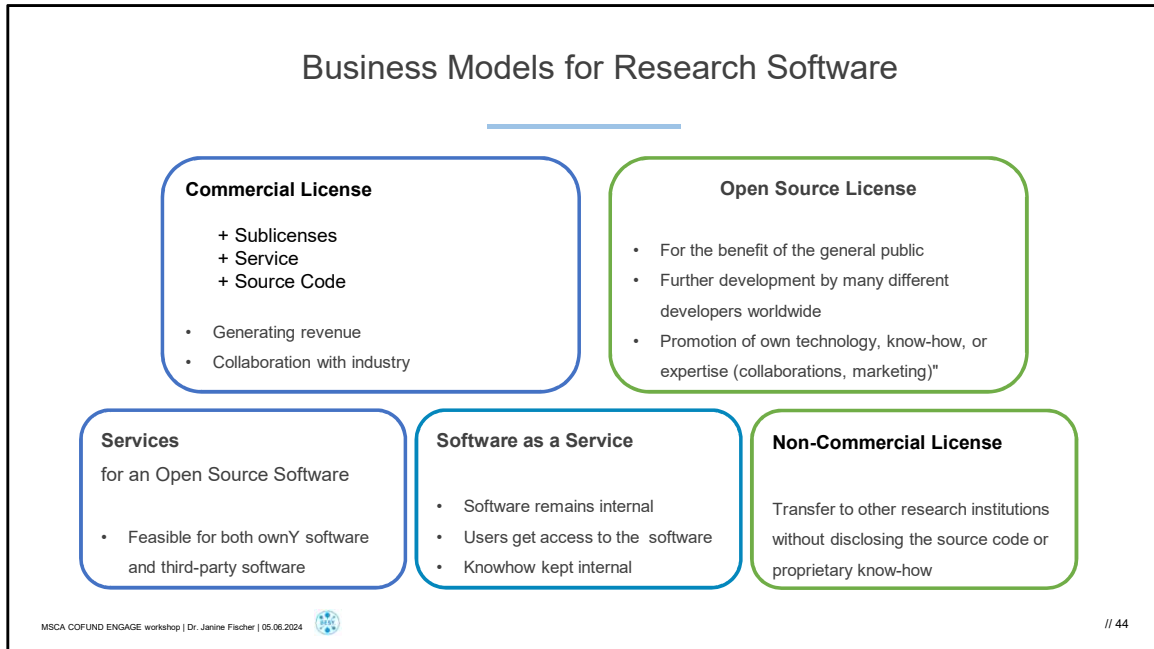 Business Models for Research Software
Commercial License
+ Sublicenses
+ Service
+ Source Code
• Generating revenue
• Collaboration with industry
Open Source License
• For the benefit of the general public
• Further development by many different
developers worldwide
• Promotion of own technology, know-how, or
expertise (collaborations, marketing)"
Services
for an Open Source Software
• Feasible for both ownY software
and third-party software
Software as a Service
• Software remains internal
• Users get access to the software
• Knowhow kept internal
Non-Commercial License
Transfer to other research institutions
without disclosing the source code or
proprietary know-how
MSCA COFUND ENGAGE workshop | Dr. Janine Fischer | 05.06.2024
// 44